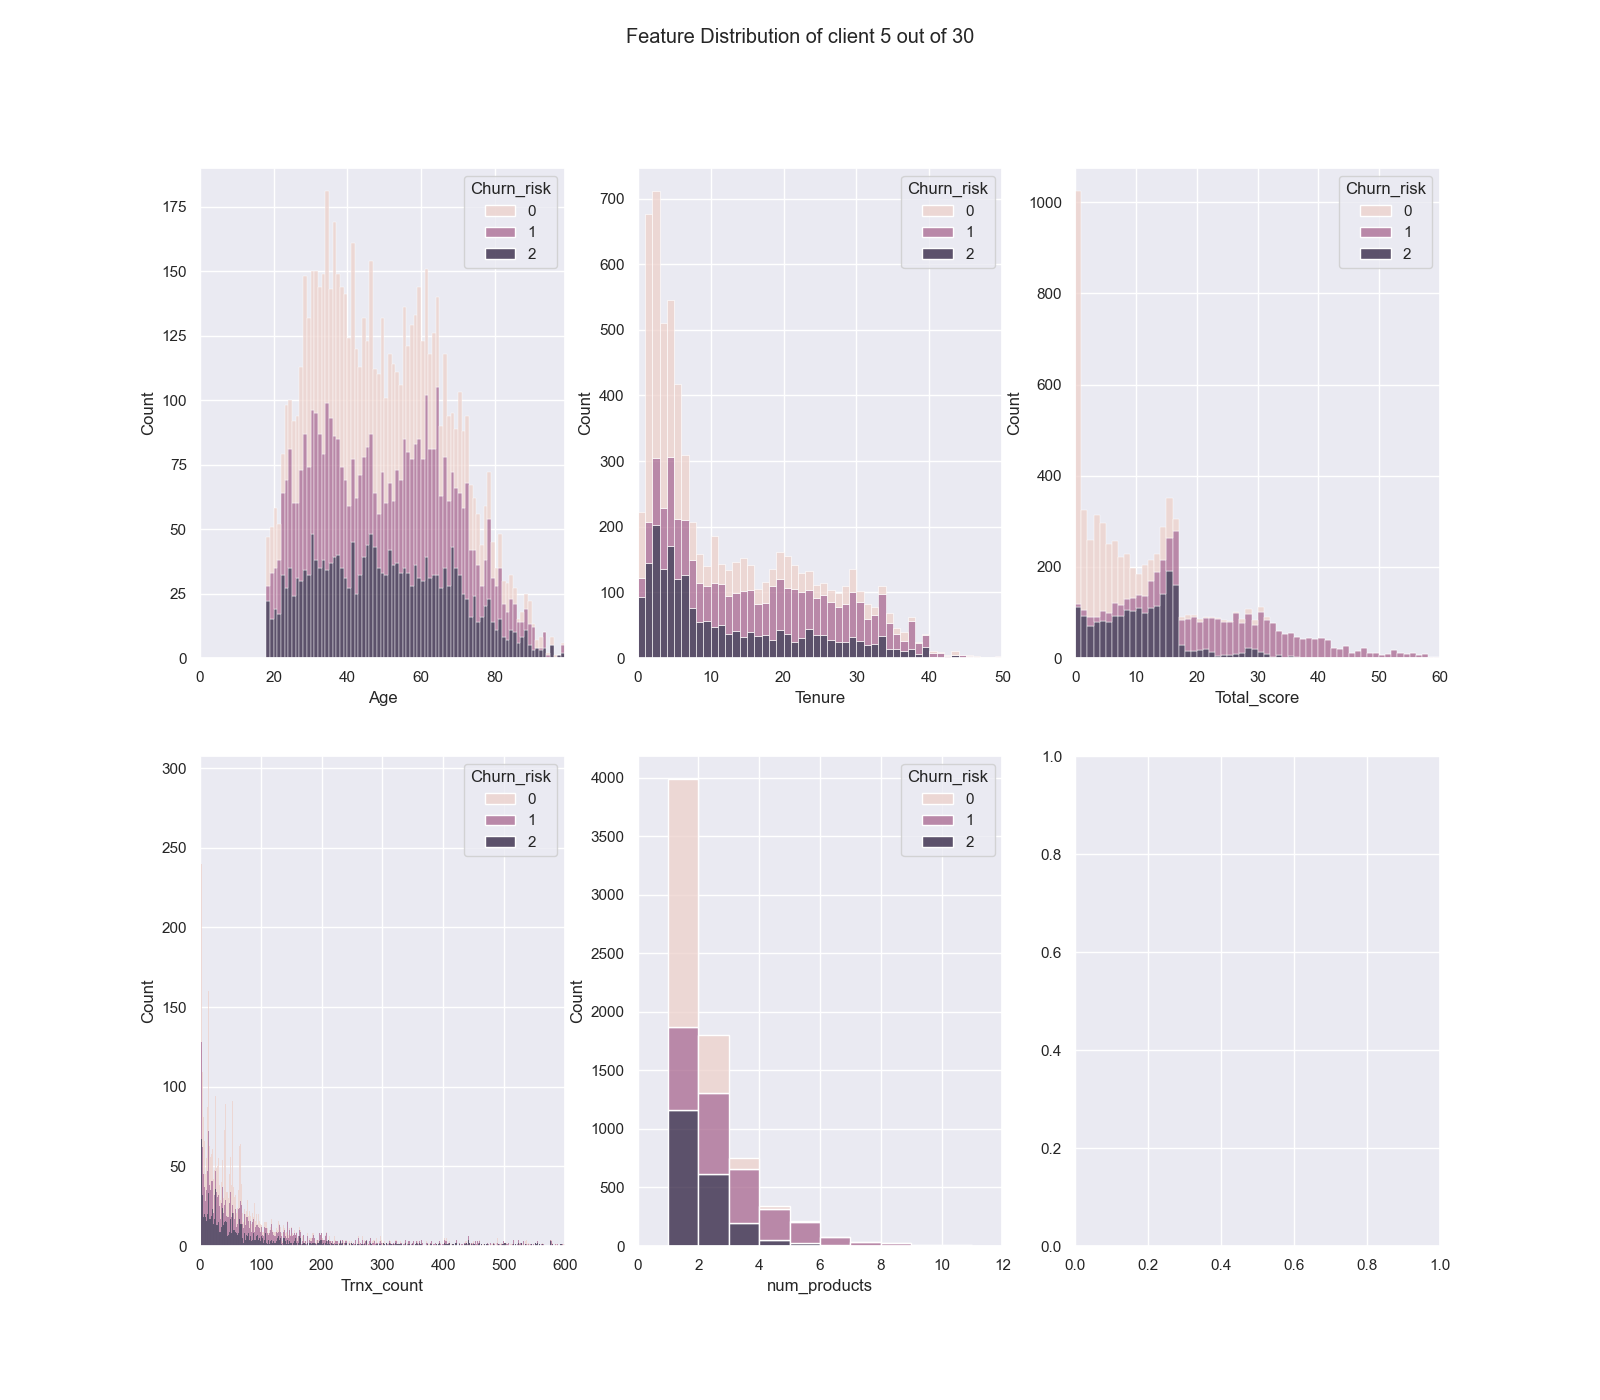 Feature Distribution of client 5 out of 30
175
150
125
100
75
50
25
0
Count
0 20 40 60 80
Age
Churn_risk
0
1
2
700
600
500
400
300
200
100
0
Count
0 10 20 30 40 50
Tenure
Churn_risk
0
1
2
1000
800
600
400
200
0
Count
0 10 20 30 40 50 60
Total_score
Churn_risk
0
1
2
300
250
200
150
100
50
0
Count
0 100 200 300 400 500 600
Trnx_count
Churn_risk
0
1
2
4000
3500
3000
2500
2000
1500
1000
500
0
Count
0 2 4 6 8 10 12
num_products
Churn_risk
0
1
2
1.0
0.8
0.6
0.4
0.2
0.0
0.0 0.2 0.4 0.6 0.8 1.0